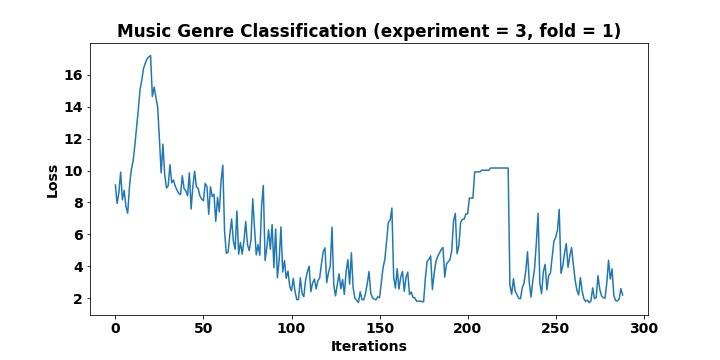 Music Genre Classification (experiment = 3, fold = 1)
16
14
12
10
8
6
4
2
Loss
0 50 100 150 200 250 300
Iterations